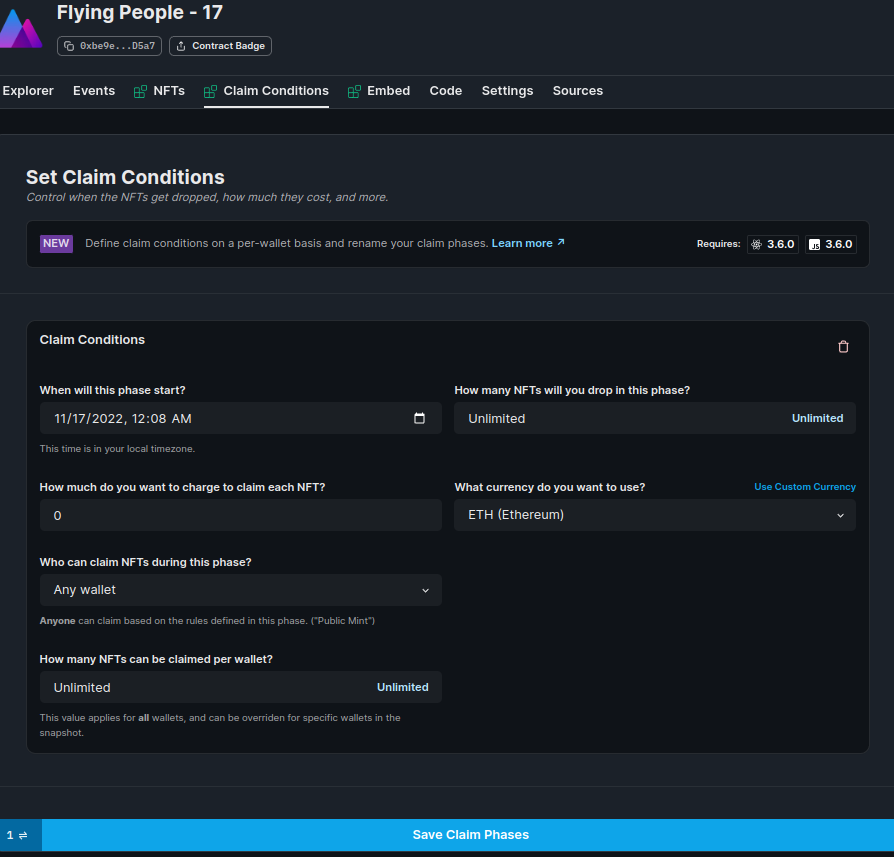 Flying People - 17
0xbe9e...D5a7 Contract Badge
Explorer Events NFTs Claim Conditions Embed Code Settings Sources
Set Claim Conditions
Control when the NFTs get dropped, how much they cost, and more.
NEW Define claim conditions on a per-wallet basis and rename your claim phases. Learn more ↗ Requires: 3.6.0 JS 3.6.0
Claim Conditions
When will this phase start? How many NFTs will you drop in this phase?
11/17/2022, 12:08 AM Unlimited Unlimited
This time is in your local timezone.
How much do you want to charge to claim each NFT? What currency do you want to use? Use Custom Currency
0 ETH (Ethereum)
Who can claim NFTs during this phase?
Any wallet
Anyone can claim based on the rules defined in this phase. ("Public Mint")
How many NFTs can be claimed per wallet?
Unlimited Unlimited
This value applies for all wallets, and can be overriden for specific wallets in the
snapshot.
1 ⇌ Save Claim Phases